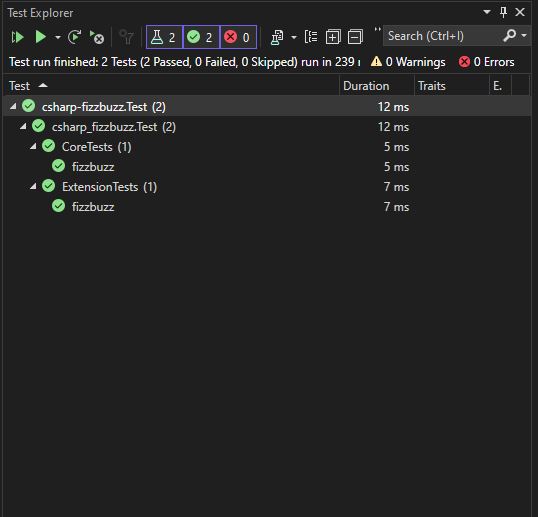 Test Explorer
2 2 0 Search (Ctrl+I)
Test run finished: 2 Tests (2 Passed, 0 Failed, 0 Skipped) run in 239 0 Warnings 0 Errors
Test Duration Traits E.
csharp-fizzbuzz.Test (2) 12 ms
csharp_fizzbuzz.Test (2) 12 ms
CoreTests (1) 5 ms
fizzbuzz 5 ms
ExtensionTests (1) 7 ms
fizzbuzz 7 ms